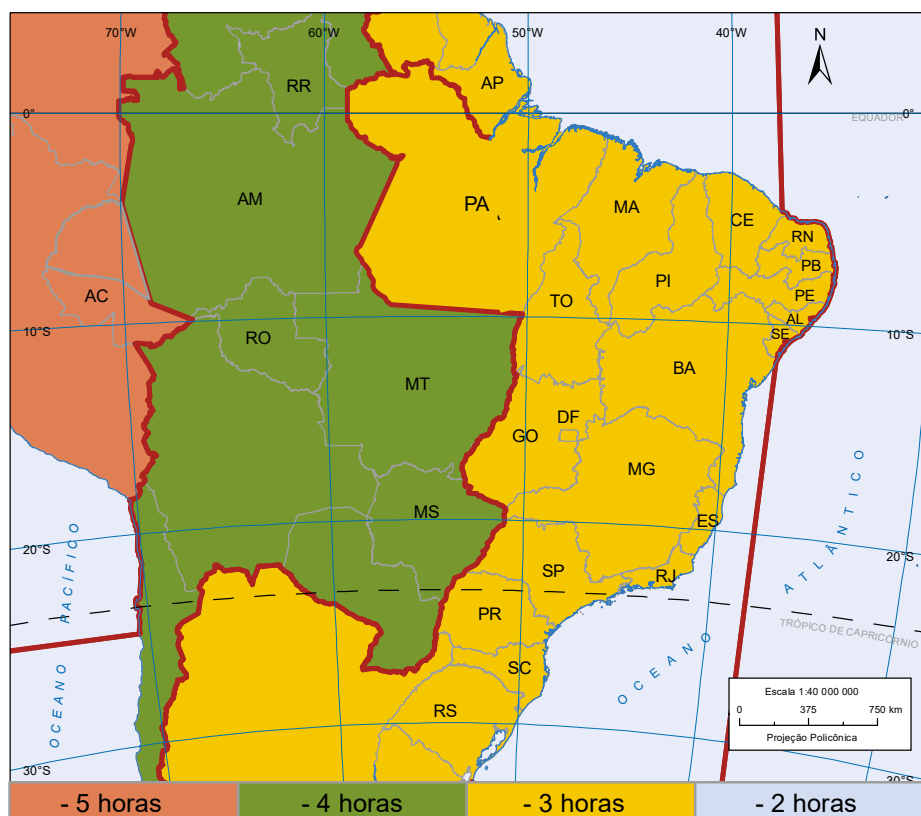 70°W
60°W
50°W
40°W
N
RR
AP
0°
EQUADOR
0°
AM
PA
MA
CE
RN
PB
PI
PE
AC
TO
AL
SE
10°S
10°S
RO
BA
MT
DF
GO
MG
MS
ES
20°S
20°S
SP
RJ
PR
TRÓPICO DE CAPRICÓRNIO
SC
RS
OCEANO PACÍFICO
OCEANO ATLÂNTICO
Escala 1:40 000 000
0 375 750 km
Projeção Policônica
30°S
30°S
- 5 horas
- 4 horas
- 3 horas
- 2 horas